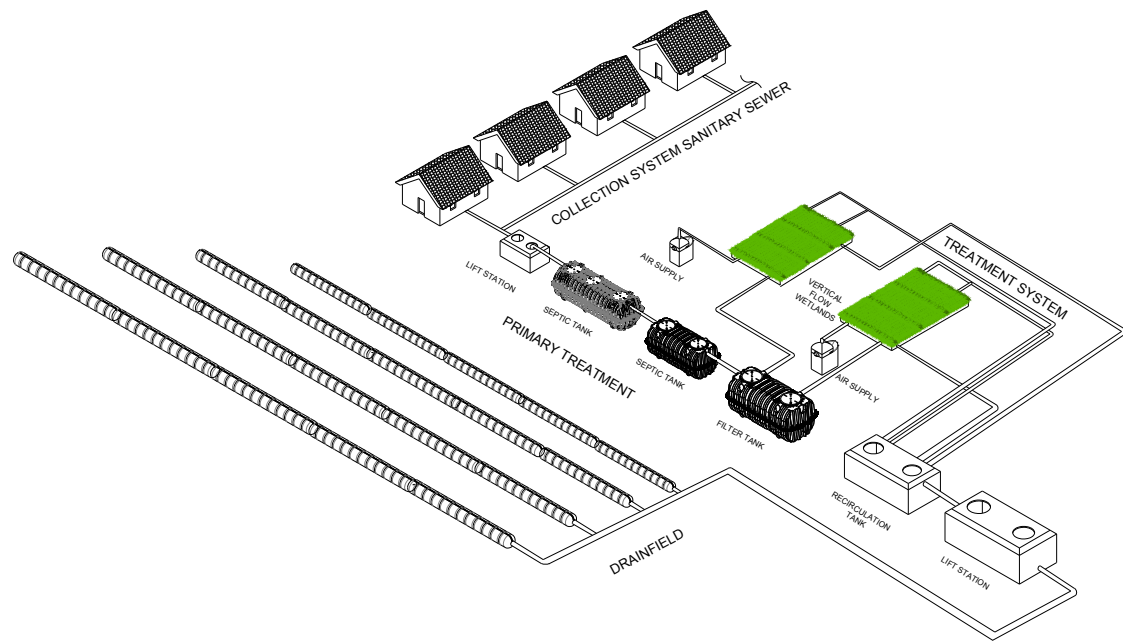 COLLECTION SYSTEM SANITARY SEWER
LIFT STATION
AIR SUPPLY
TREATMENT SYSTEM
VERTICAL
FLOW
WETLANDS
SEPTIC TANK
PRIMARY TREATMENT
SEPTIC TANK
AIR SUPPLY
FILTER TANK
RECIRCULATION
TANK
LIFT STATION
DRAINFIELD